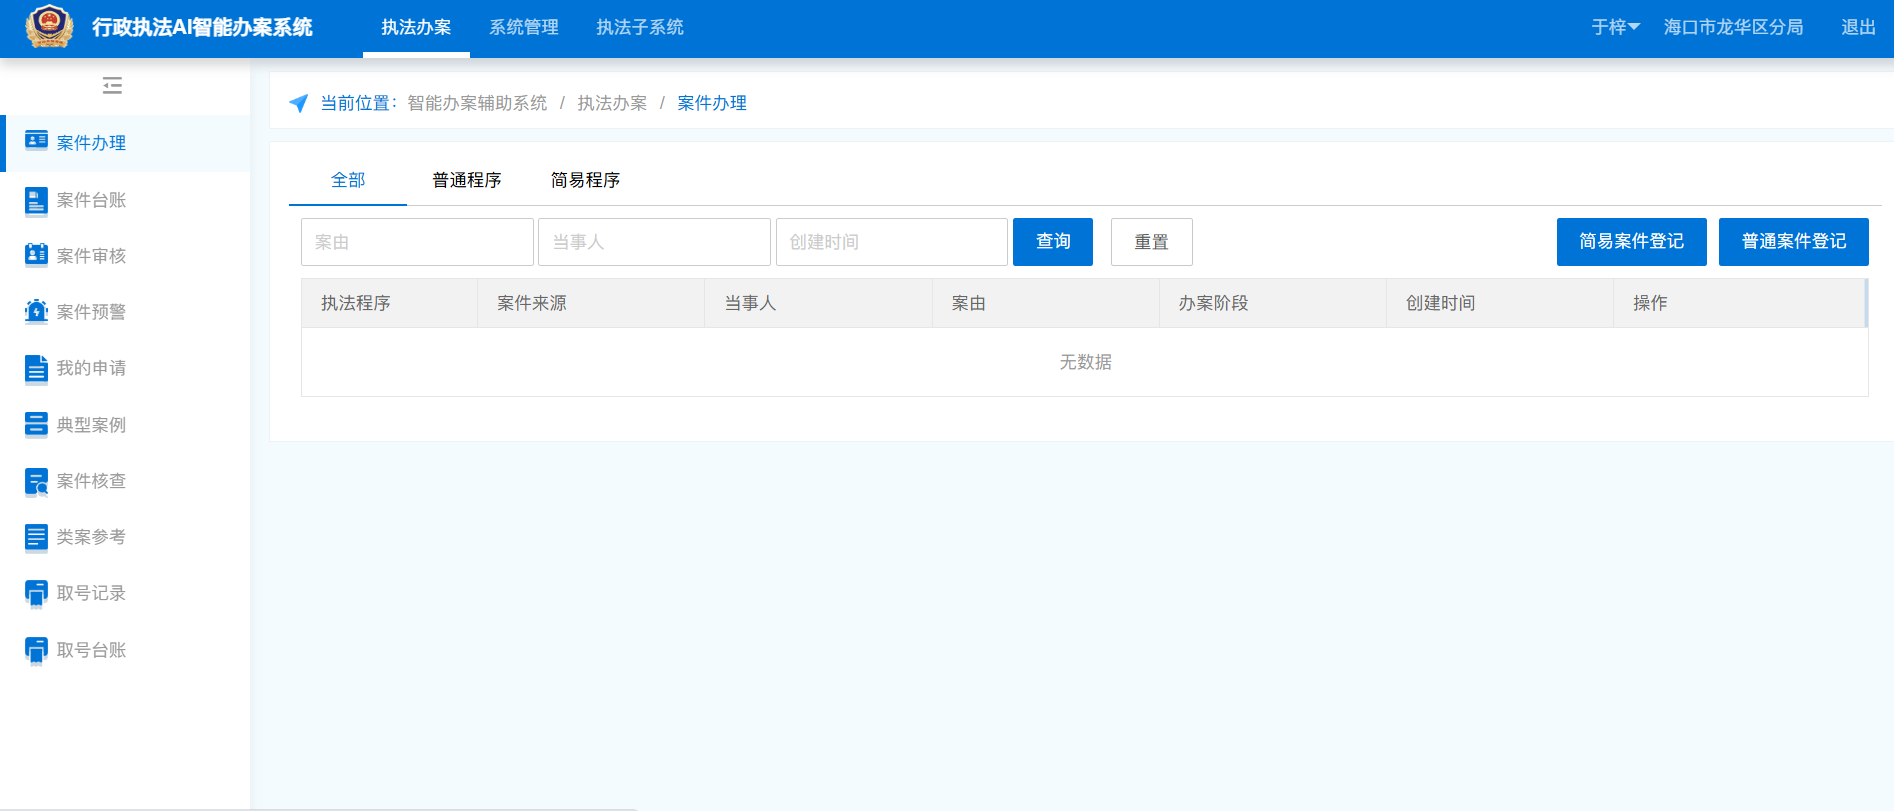 行政执法AI智能办案系统 执法办案 系统管理 执法子系统 于梓 海口市龙华区分局 退出
当前位置：智能办案辅助系统 / 执法办案 / 案件办理
案件办理
案件台账
案件审核
案件预警
我的申请
典型案例
案件核查
类案参考
取号记录
取号台账
全部 普通程序 简易程序
案由 当事人 创建时间 查询 重置 简易案件登记 普通案件登记
执法程序 案件来源 当事人 案由 办案阶段 创建时间 操作
无数据